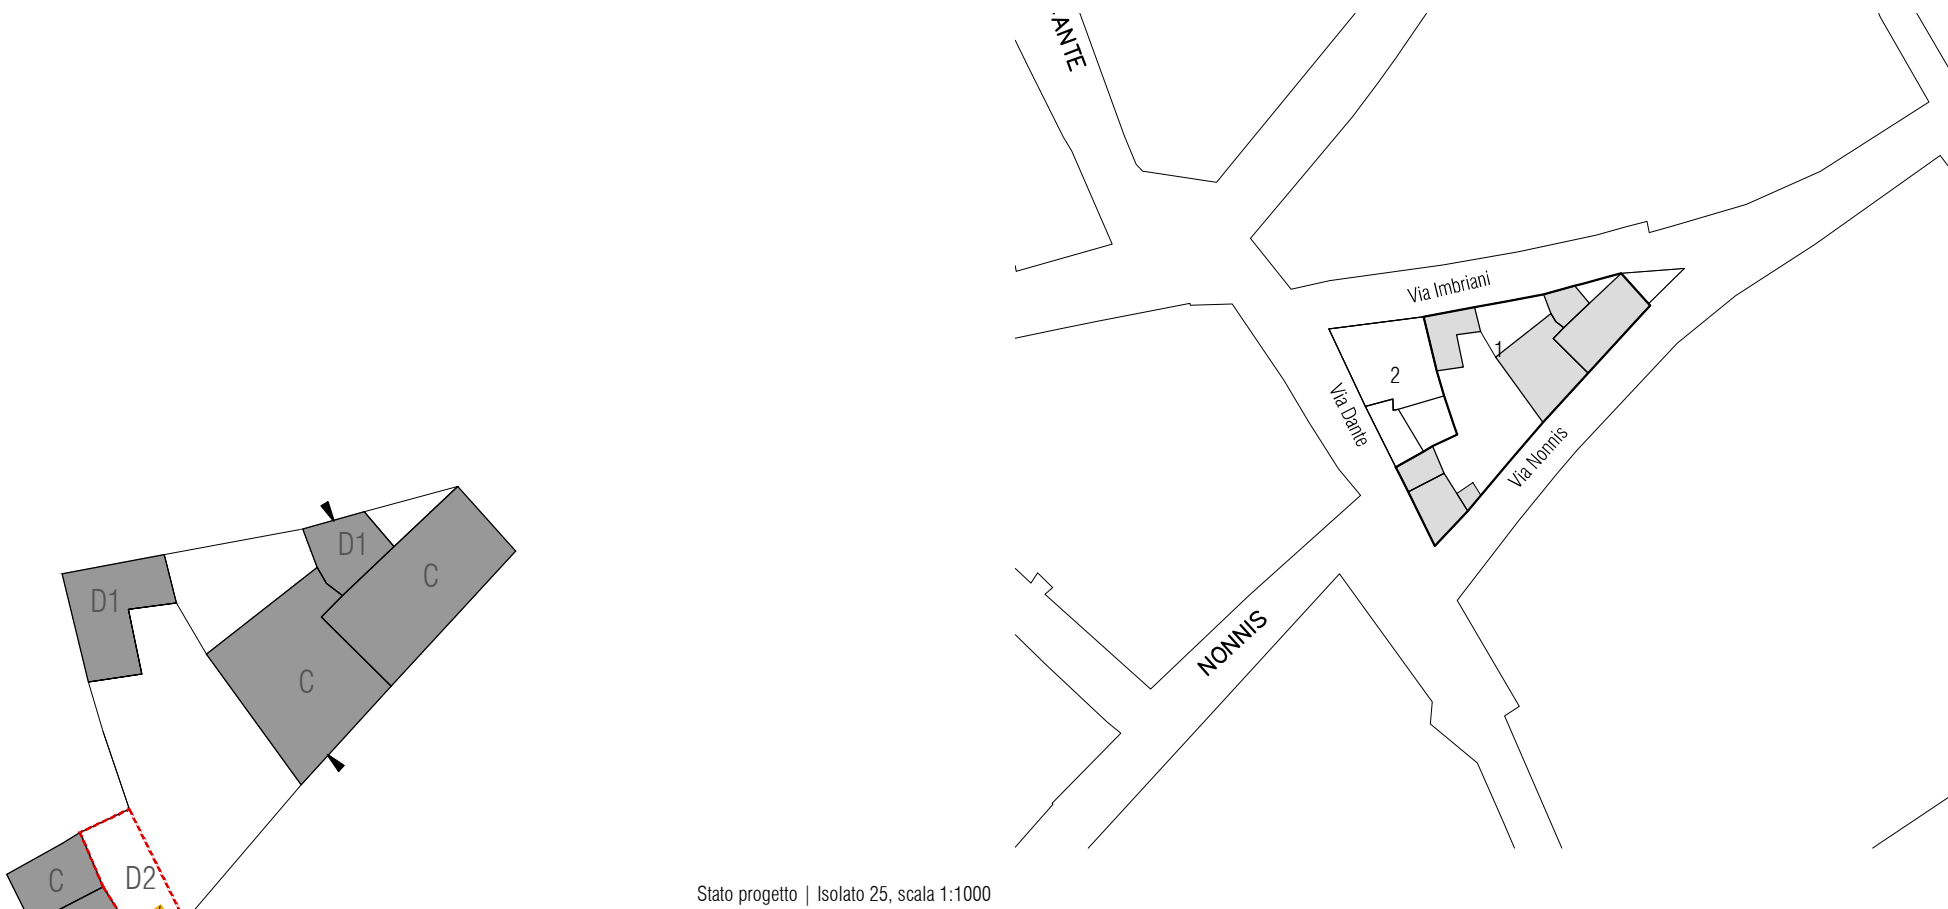 D1
D1
C
C
C
D2
Stato progetto | Isolato 25, scala 1:1000
ANTE
Via Imbriani
1
2
Via Dante
Via Nonnis
NONNIS